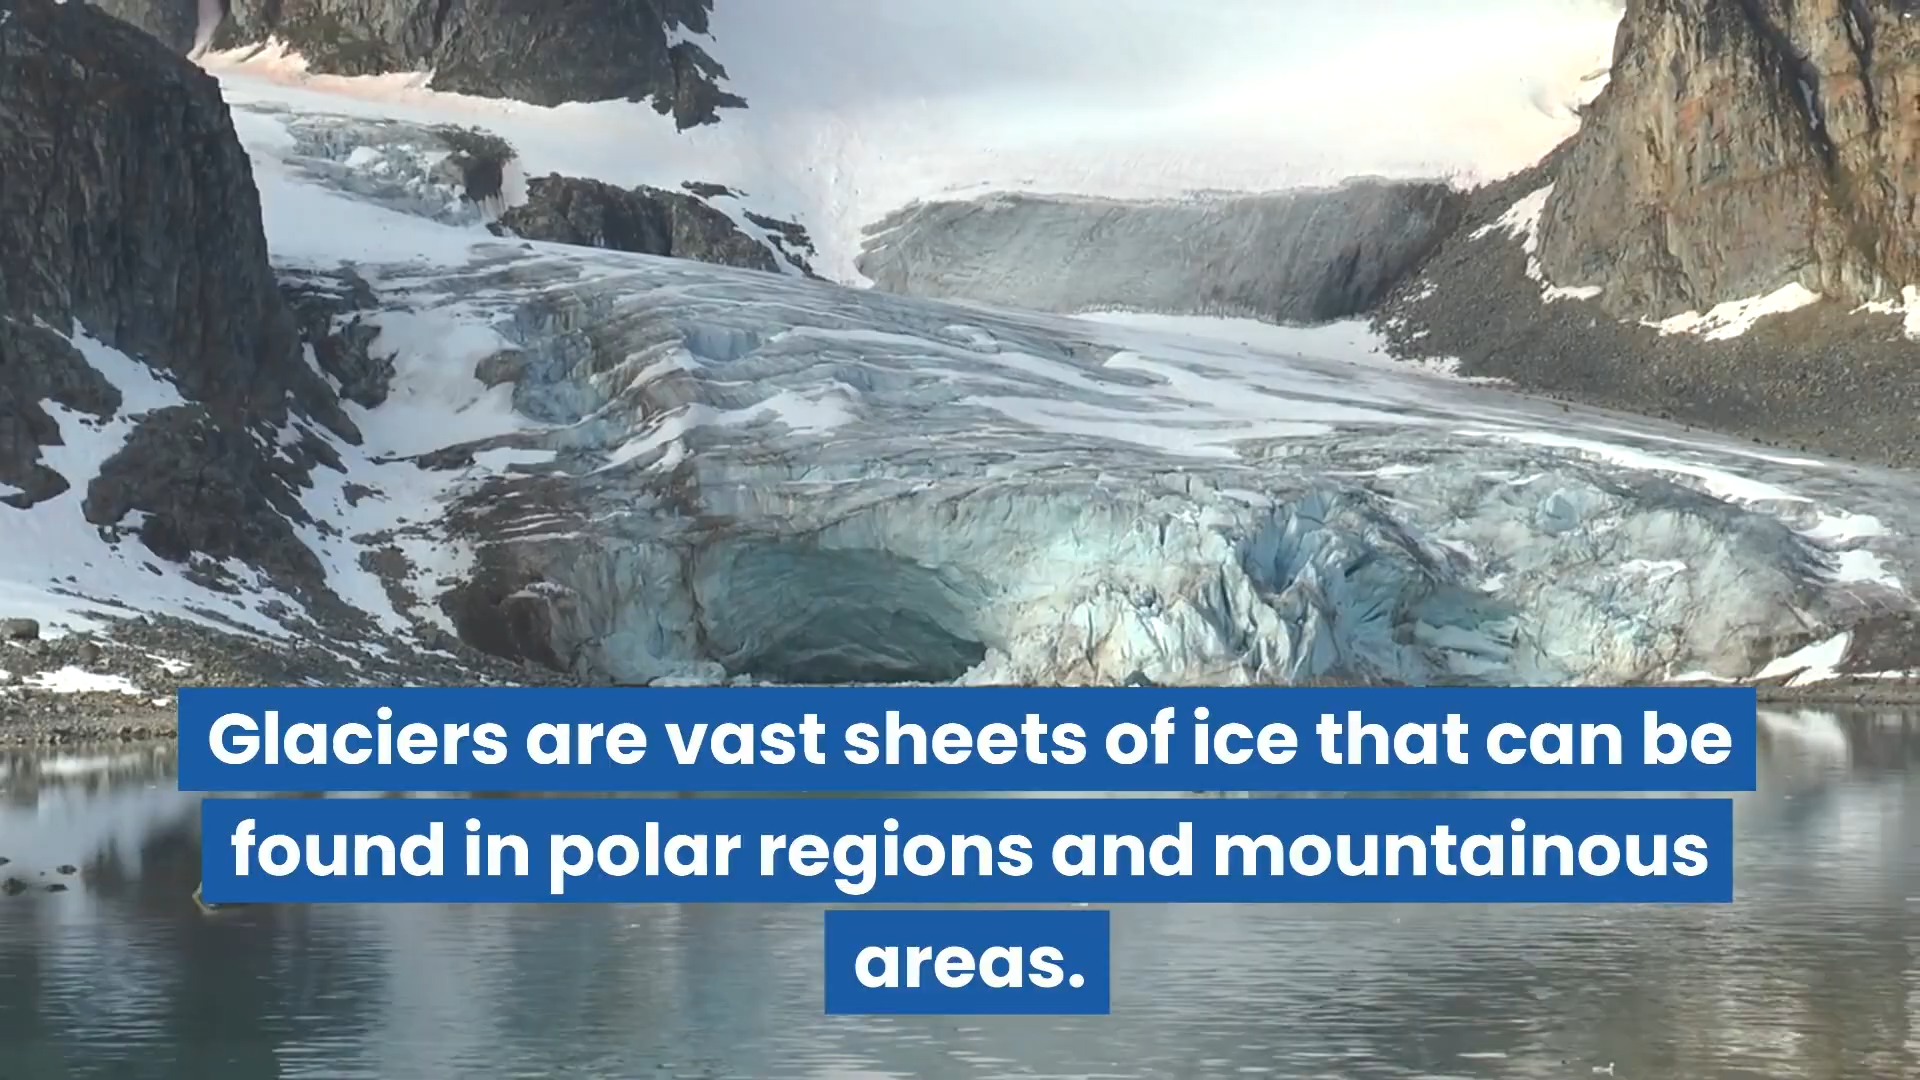 Glaciers are vast sheets of ice that can be
found in polar regions and mountainous
areas.